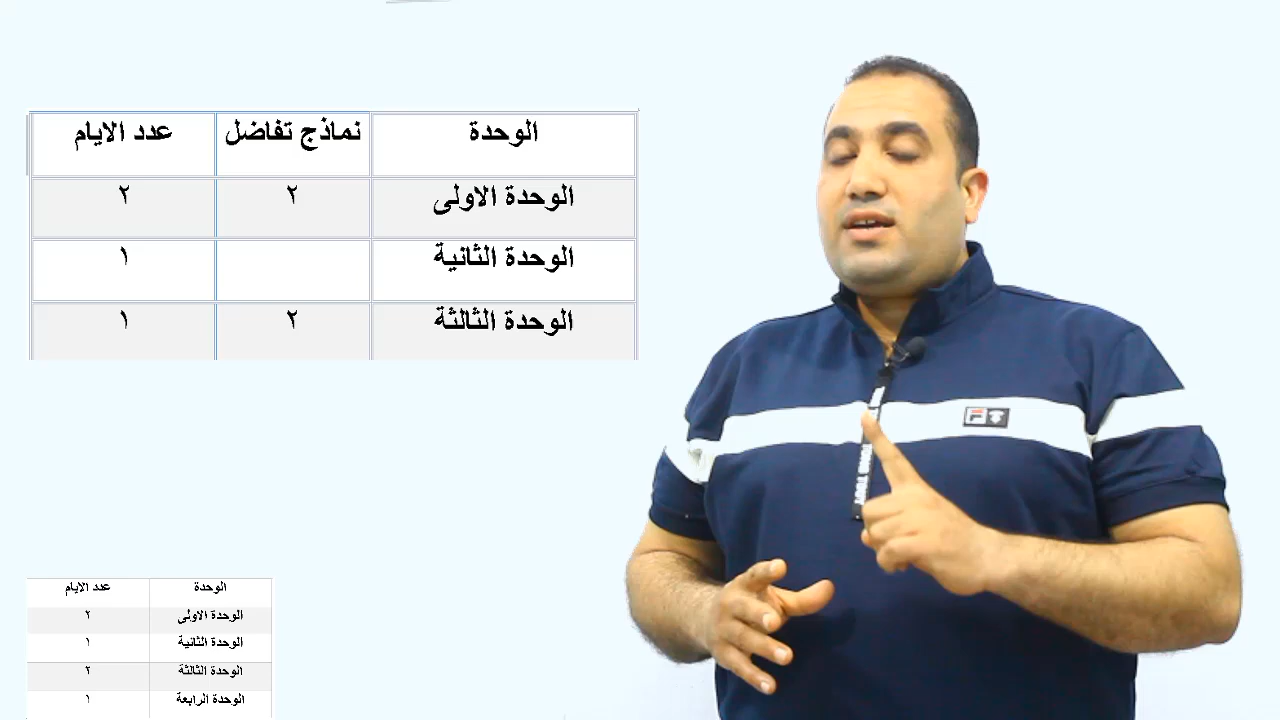 الوحدة نماذج تفاضل عدد الايام
الوحدة الاولى ٢ ٢
الوحدة الثانية ١
الوحدة الثالثة ٢ ١
الوحدة عدد الايام
الوحدة الاولى ٢
الوحدة الثانية ١
الوحدة الثالثة ٢
الوحدة الرابعة ١